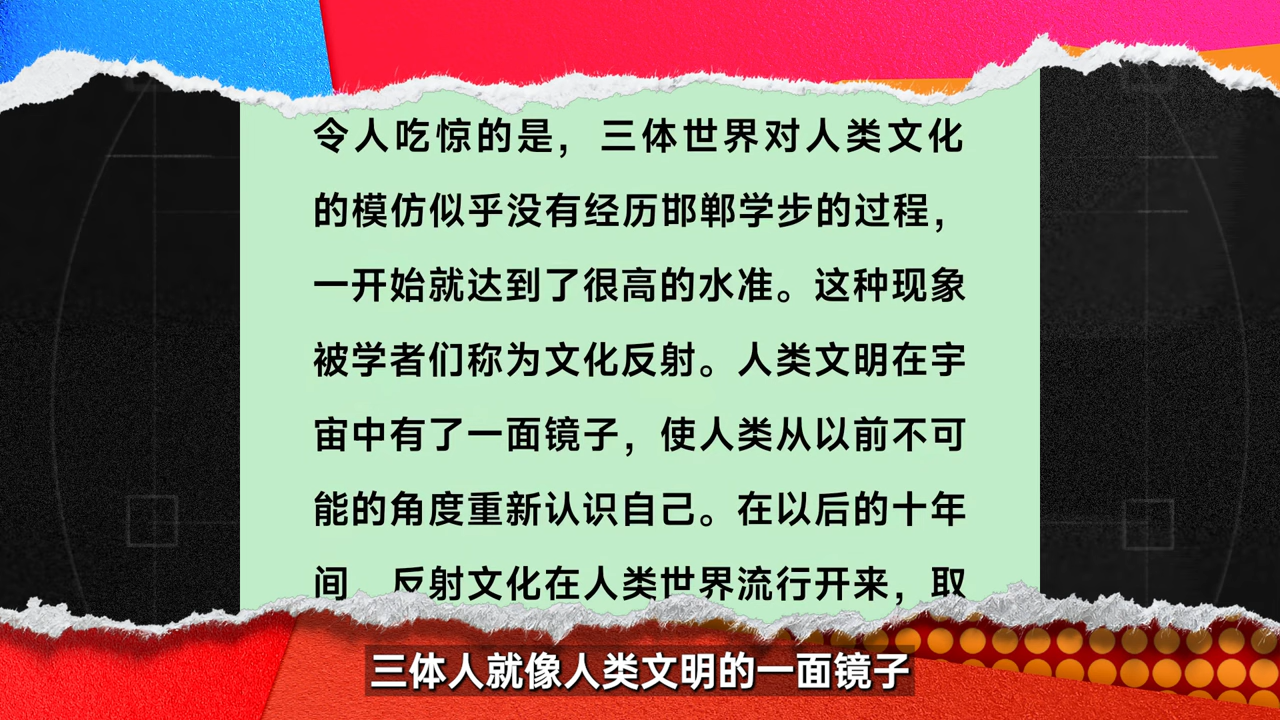 令人吃惊的是，三体世界对人类文化
的模仿似乎没有经历邯郸学步的过程，
一开始就达到了很高的水准。这种现象
被学者们称为文化反射。人类文明在宇
宙中有了一面镜子，使人类从以前不可
能的角度重新认识自己。在以后的十年
间　反射文化在人类世界流行开来，取
三体人就像人类文明的一面镜子